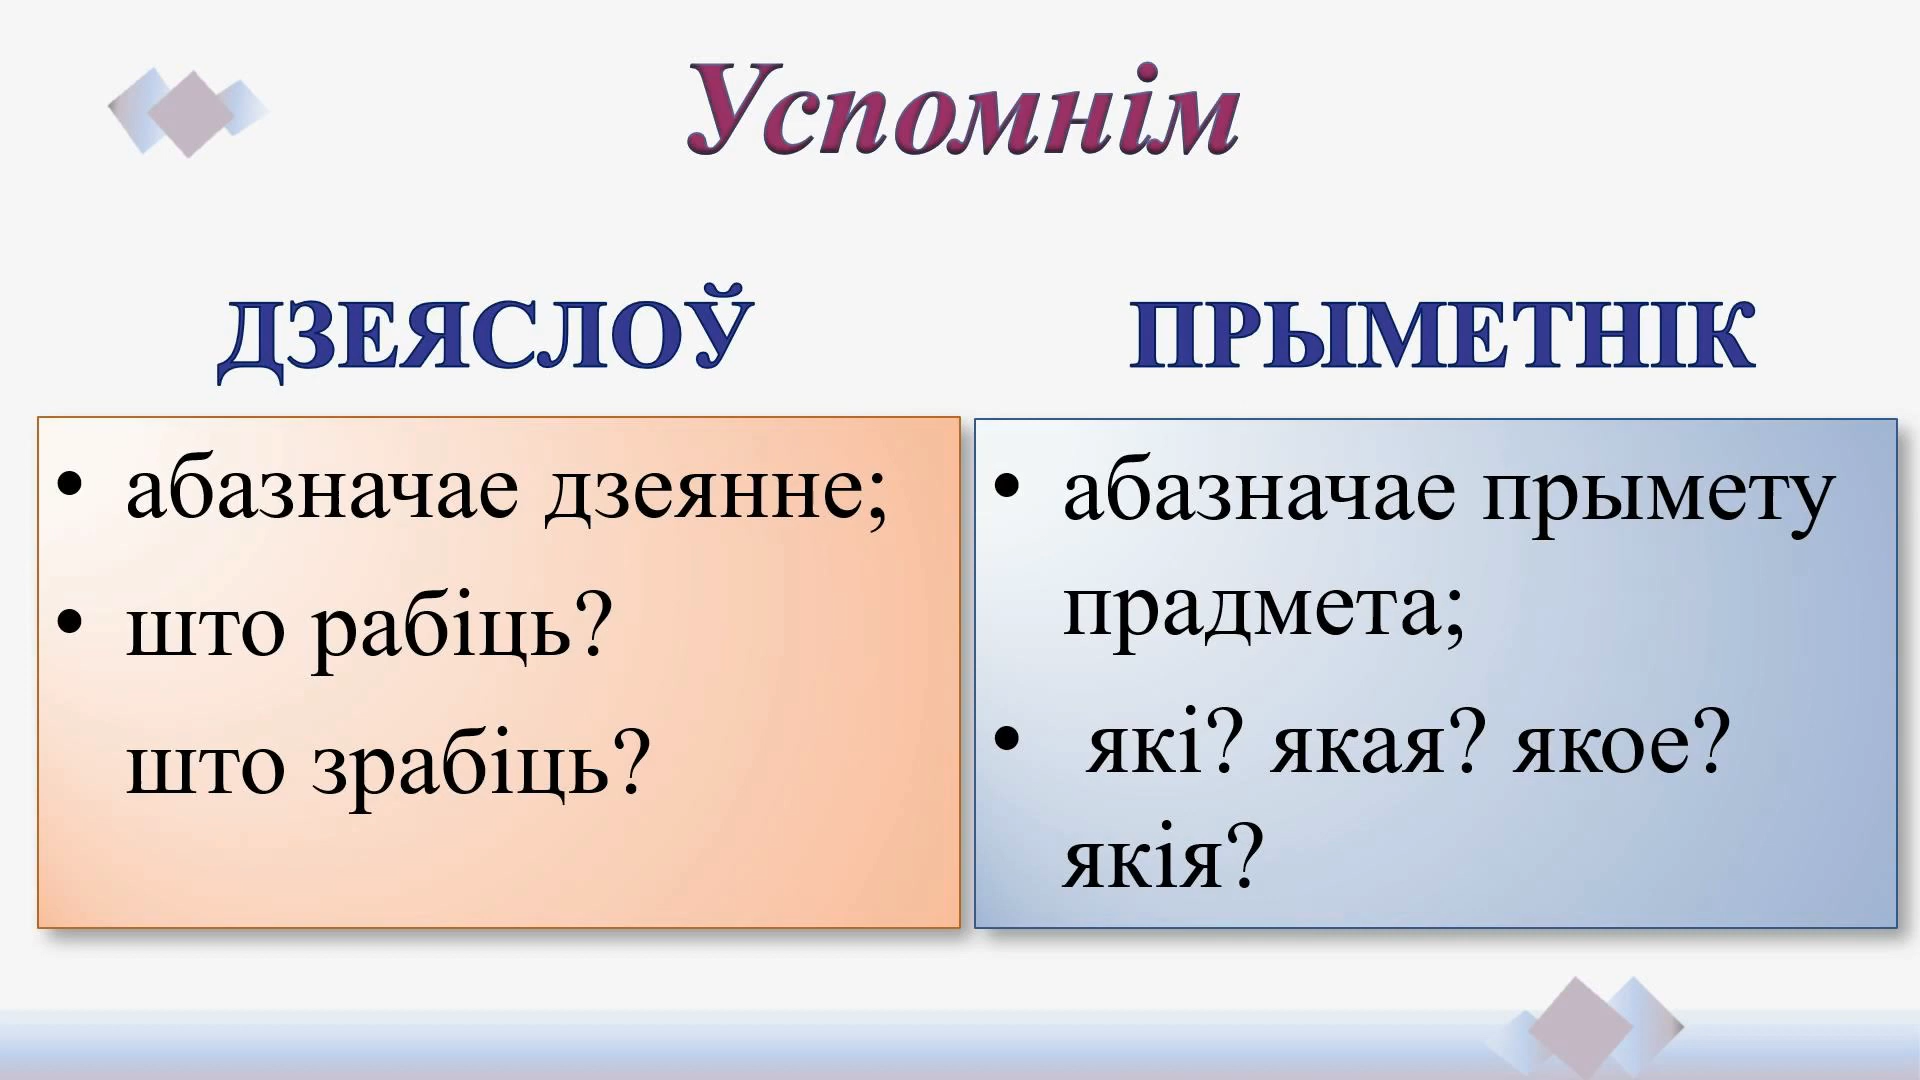 Успомнім
ДЗЕЯСЛОЎ
• абазначае дзеянне;
• што рабіць?
што зрабіць?
ПРЫМЕТНІК
• абазначае прымету
прадмета;
• які? якая? якое?
якія?